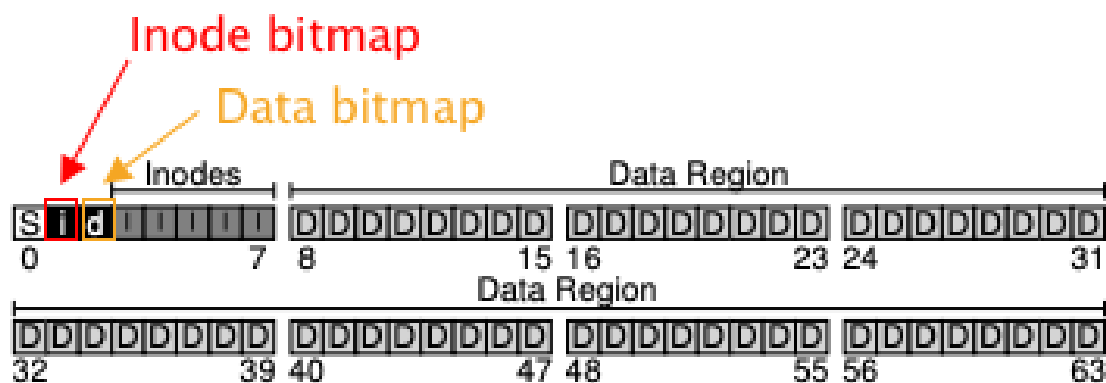 Inode bitmap
Data bitmap
Inodes Data Region
S i d I I I I I D D D D D D D D D D D D D D D D D D D D D D D D
0 7 8 15 16 23 24 31
Data Region
D D D D D D D D D D D D D D D D D D D D D D D D D D D D D D D D
32 39 40 47 48 55 56 63